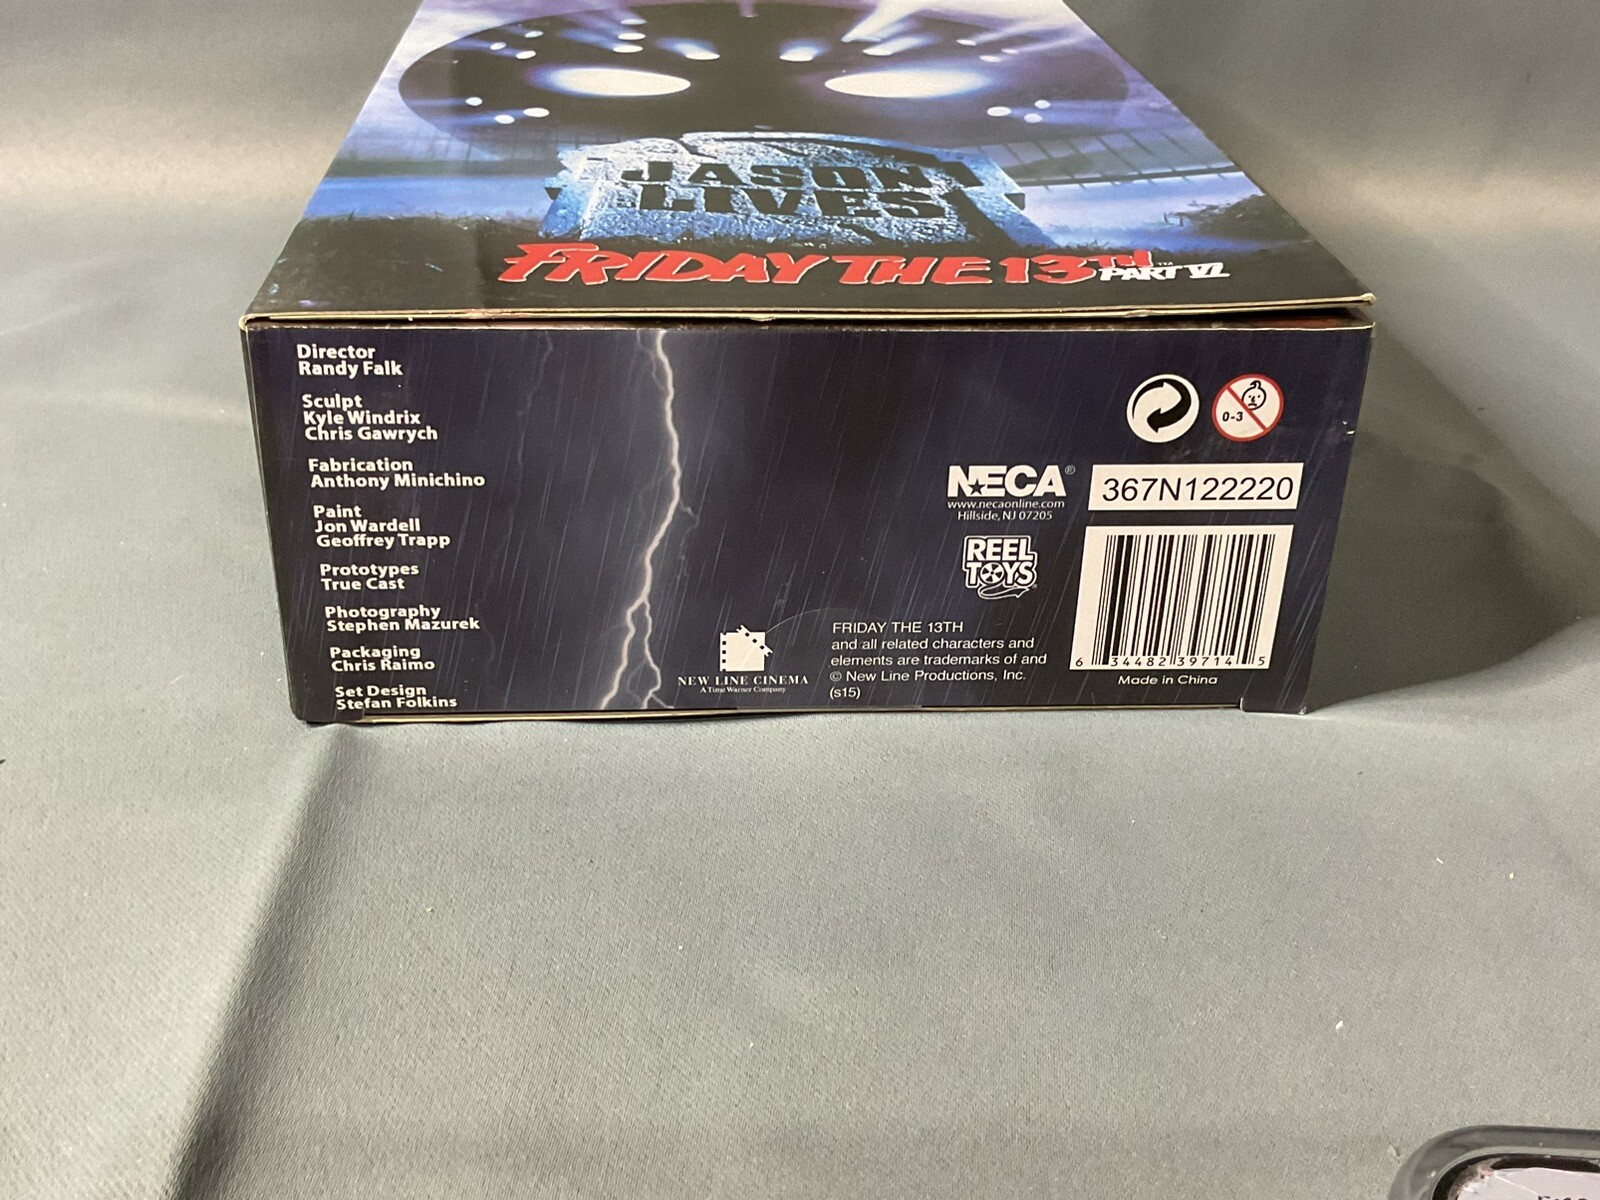 JASON
LIVES
FRIDAY THE 13TH
PART VI™
Director
Randy Falk
Sculpt
Kyle Windrix
Chris Gawrych
Fabrication
Anthony Minichino
Paint
Jon Wardell
Geoffrey Trapp
Prototypes
True Cast
Photography
Stephen Mazurek
Packaging
Chris Raimo
Set Design
Stefan Folkins
NEW LINE CINEMA
A Time Warner Company
FRIDAY THE 13TH
and all related characters and
elements are trademarks of and
© New Line Productions, Inc.
(s15)
NECA®
www.necaonline.com
Hillside, NJ 07205
REEL
TOYS
0-3
367N122220
6 34482 39714 5
Made in China